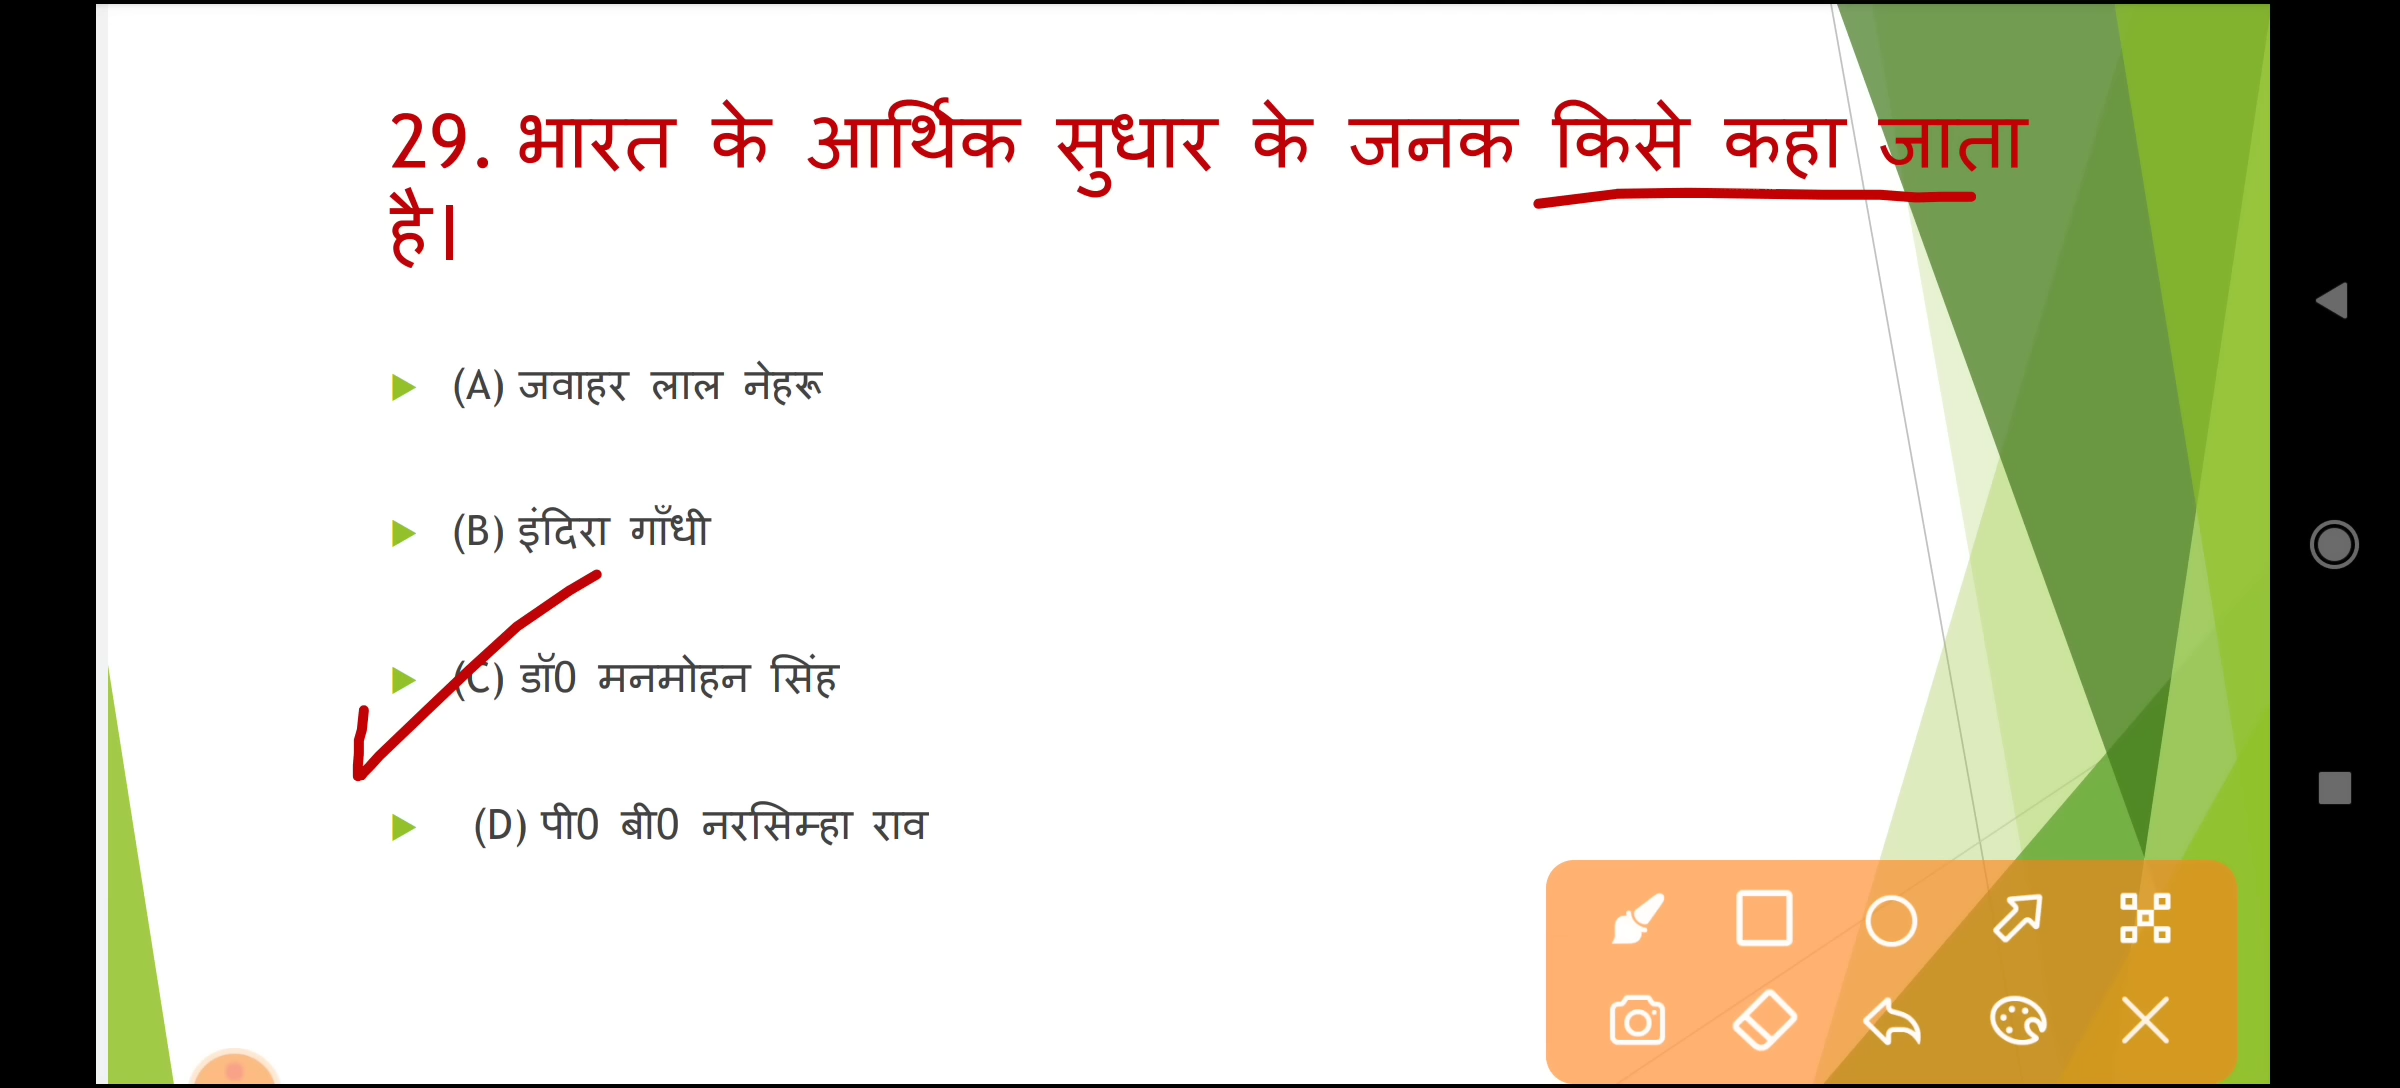 29. भारत के आर्थिक सुधार के जनक किसे कहा जाता
है।
(A) जवाहर लाल नेहरू
(B) इंदिरा गाँधी
(C) डॉ0 मनमोहन सिंह
(D) पी0 बी0 नरसिम्हा राव